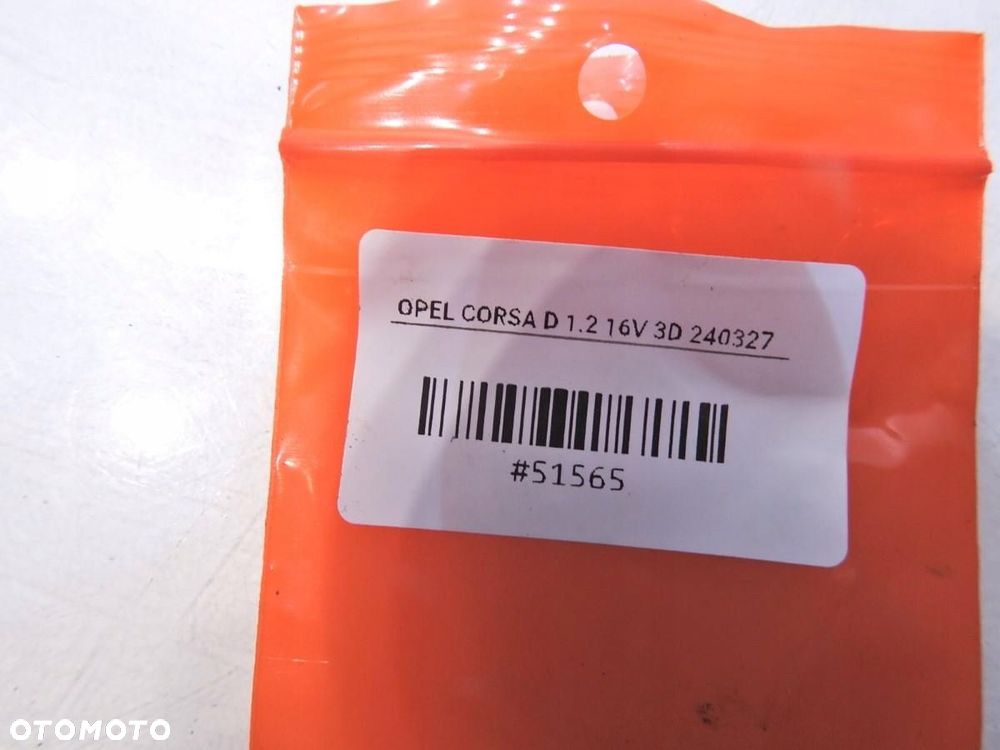 OPEL CORSA D 1.2 16V 3D 240327
#51565
OTOMOTO